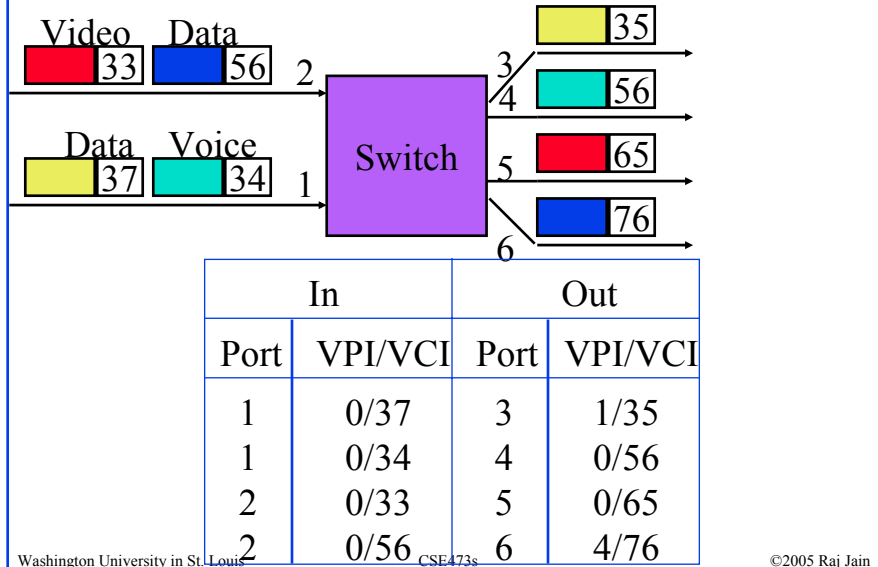 Video Data
33 56 2
Data Voice
37 34 1
Switch
3 35
4 56
5 65
6 76
In Out
Port VPI/VCI Port VPI/VCI
1 0/37 3 1/35
1 0/34 4 0/56
2 0/33 5 0/65
2 0/56 6 4/76
Washington University in St. Louis CSE473s ©2005 Raj Jain